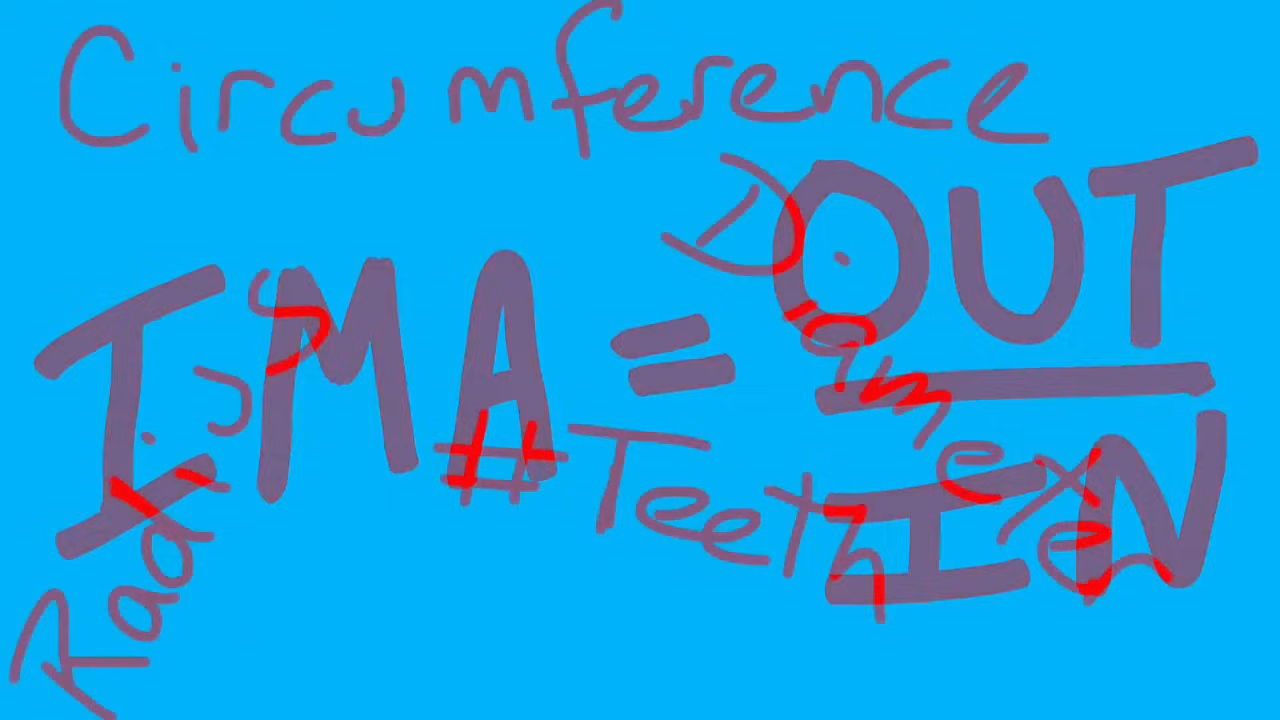 Circumference
IMA = OUT
IN
Diameter
# Teeth
Radius